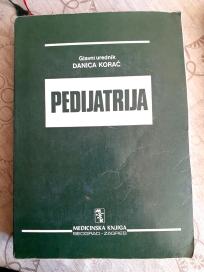 Glavni urednik
DANICA KORAĆ
PEDIJATRIJA
MEDICINSKA KNJIGA
BEOGRAD - ZAGREB